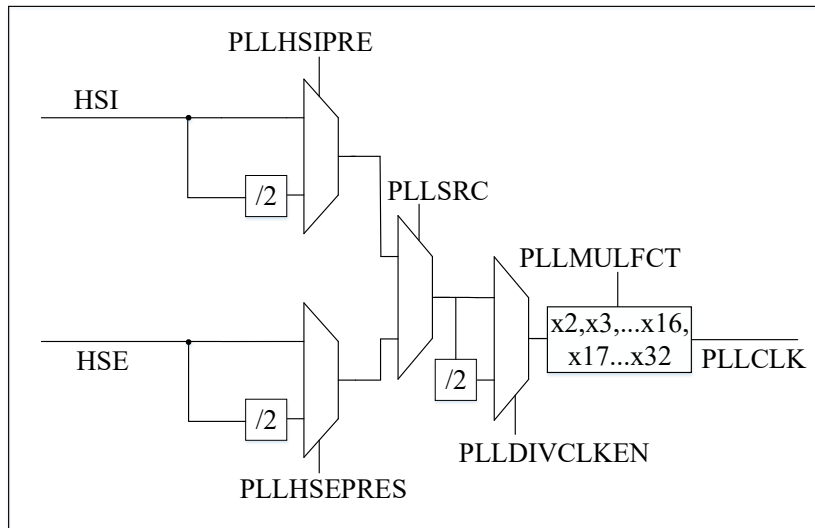 PLLHSIPRE
HSI
/2
PLLSRC
PLLMULFCT
x2,x3,...x16,
x17...x32
PLLCLK
HSE
/2
/2
PLLDIVCLKEN
PLLHSEPRES